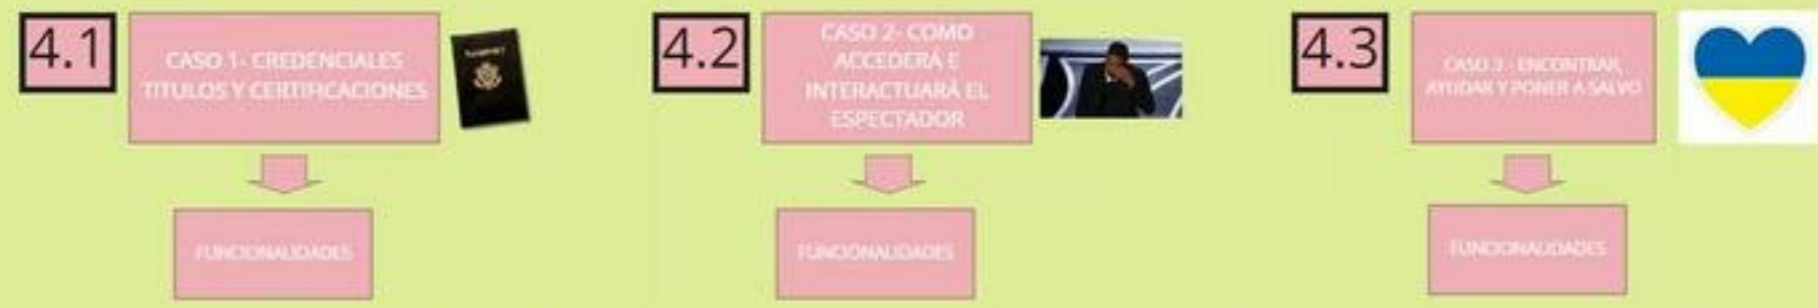 4.1
CASO 1- CREDENCIALES
TITULOS Y CERTIFICACIONES
PASSPORT
FUNCIONALIDADES
4.2
CASO 2- COMO
ACCEDERÁ E
INTERACTUARÁ EL
ESPECTADOR
FUNCIONALIDADES
4.3
CASO 3 - ENCONTRAR,
AYUDAR Y PONER A SALVO
FUNCIONALIDADES